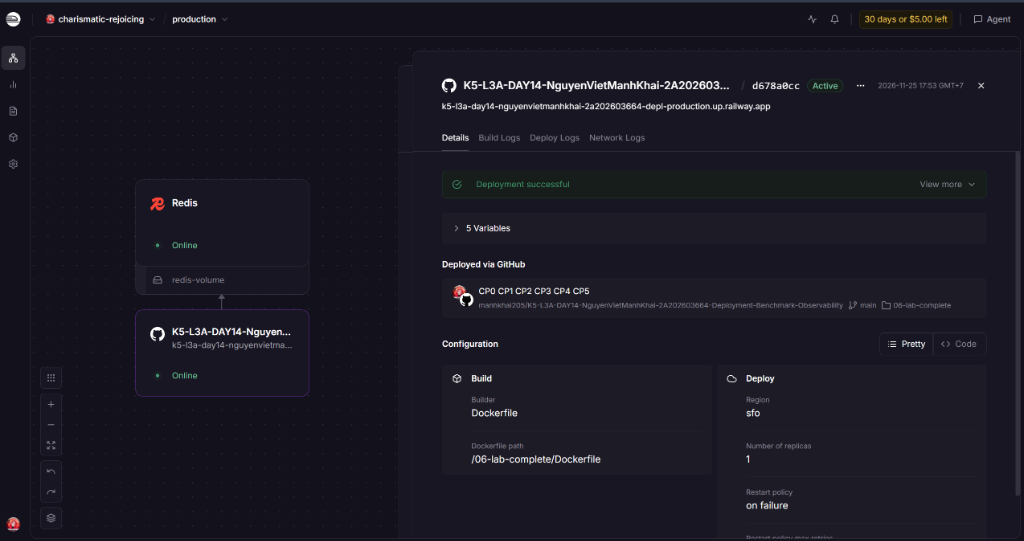 charismatic-rejoicing
production
30 days or $5.00 left
Agent
Redis
Online
redis-volume
K5-L3A-DAY14-Nguyen...
k5-l3a-day14-nguyenvietma...
Online
K5-L3A-DAY14-NguyenVietManhKhai-2A202603... / d678a0cc Active ... 2026-11-25 17:53 GMT+7
k5-l3a-day14-nguyenvietmanhkhai-2a202603664-depl-production.up.railway.app
Details Build Logs Deploy Logs Network Logs
Deployment successful
View more
5 Variables
Deployed via GitHub
CP0 CP1 CP2 CP3 CP4 CP5
manhkhai205/K5-L3A-DAY14-NguyenVietManhKhai-2A202603664-Deployment-Benchmark-Observability main 06-lab-complete
Configuration
Pretty
Code
Build
Builder
Dockerfile
Dockerfile path
/06-lab-complete/Dockerfile
Deploy
Region
sfo
Number of replicas
1
Restart policy
on failure
Restart policy max retries